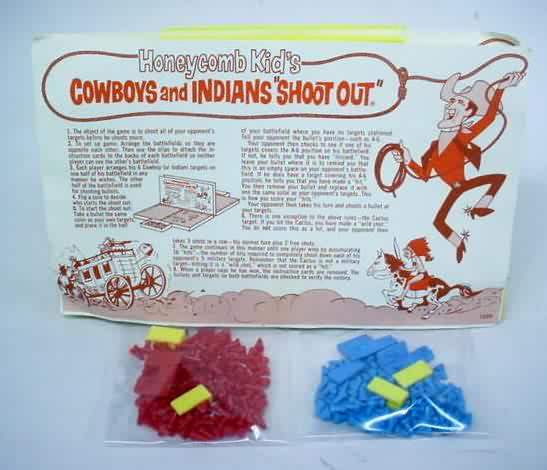 Honeycomb Kid's
COWBOYS and INDIANS "SHOOT OUT"
1. The object of the game is to shoot all of your opponent's
targets before he shoots yours.
2. To set up game. Arrange the battlefields so they are
opposite each other. Then use the clips to attach the in-
struction cards to the backs of each battlefield so neither
player can see the other's battlefield.
3. Each player arranges his 5 Cowboy (or Indian) targets on
one half of his battlefield in any
manner he wishes. The other
half of the battlefield is used
for shooting bullets.
4. Flip a coin to decide
who starts the shoot out.
5. To start the shoot out.
Take a bullet the same
color as your own targets
and place it in the half
of your battlefield where you have no targets stationed.
Tell your opponent the bullet's position—such as A6.
Your opponent then checks to see if one of his
targets covers the A6 position on his battlefield.
If not, he tells you that you have "missed." You
leave your bullet where it is to remind you that
this is an empty space on your opponent's battle-
field. If he does have a target covering his A6
position, he tells you that you have made a "hit."
You then remove your bullet and replace it with
one the same color as your opponent's targets. This
is how you score your "hits."
Your opponent then takes his turn and shoots a bullet at
your targets.
6. There is one exception to the above rules—the Cactus
target. If you hit the Cactus, you have made a "wild shot."
You do not score this as a hit, and your opponent then
takes 3 shots in a row—his normal turn plus 2 free shots.
7. The game continues in this manner until one player wins by accumulating
16 "hits"—the number of hits required to completely shoot down each of his
opponent's 5 military targets. Remember that the Cactus is not a military
target—hitting it is a "wild shot," which is not scored as a "hit."
8. When a player says he has won, the instruction cards are removed. The
bullets and targets on both battlefields are checked to verify the victory.